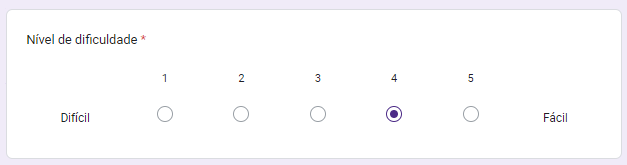 Nível de dificuldade *
1 2 3 4 5
Difícil Fácil